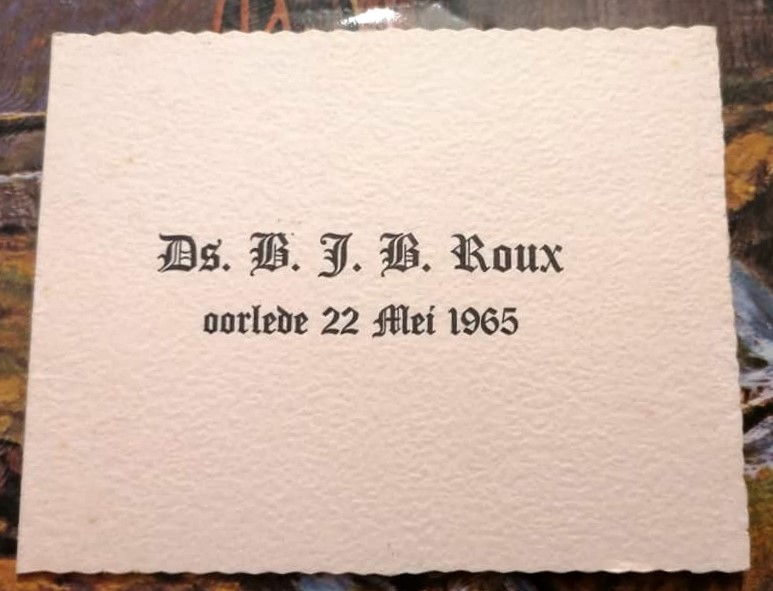 Ds. B. J. B. Roux
oorlede 22 Mei 1965